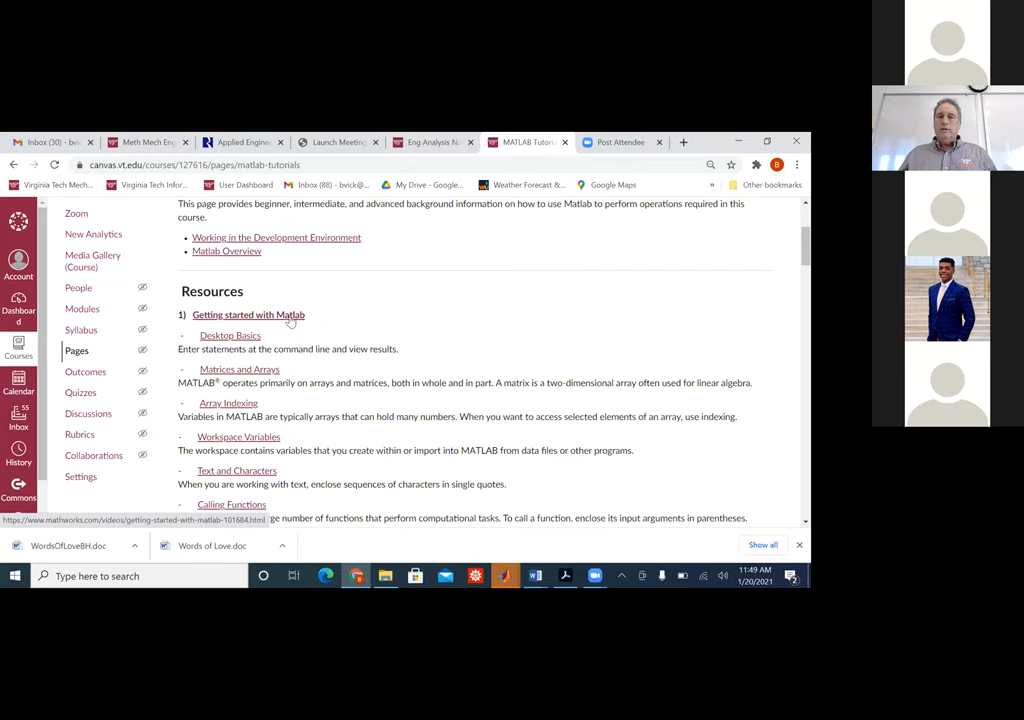 Inbox (30) - bvic
Meth Mech Eng
Applied Enginee
Launch Meeting
Eng Analysis N
MATLAB Tutori
Post Attendee
canvas.vt.edu/courses/127616/pages/matlab-tutorials
B
Virginia Tech Mech...
Virginia Tech Infor...
User Dashboard
Inbox (88) - bvick@...
My Drive - Google...
Weather Forecast &...
Google Maps
»
Other bookmarks
Account
Dashboar
d
Courses
Calendar
55
Inbox
History
Commons
Zoom
New Analytics
Media Gallery
(Course)
People
Modules
Syllabus
Pages
Outcomes
Quizzes
Discussions
Rubrics
Collaborations
Settings
This page provides beginner, intermediate, and advanced background information on how to use Matlab to perform operations required in this
course.
• Working in the Development Environment
• Matlab Overview
Resources
1) Getting started with Matlab
- Desktop Basics
Enter statements at the command line and view results.
- Matrices and Arrays
MATLAB® operates primarily on arrays and matrices, both in whole and in part. A matrix is a two-dimensional array often used for linear algebra.
- Array Indexing
Variables in MATLAB are typically arrays that can hold many numbers. When you want to access selected elements of an array, use indexing.
- Workspace Variables
The workspace contains variables that you create within or import into MATLAB from data files or other programs.
- Text and Characters
When you are working with text, enclose sequences of characters in single quotes.
- Calling Functions
ge number of functions that perform computational tasks. To call a function, enclose its input arguments in parentheses.
https://www.mathworks.com/videos/getting-started-with-matlab-101684.html
WordsOfLoveBH.doc
Words of Love.doc
Show all
Type here to search
11:49 AM
1/20/2021
2